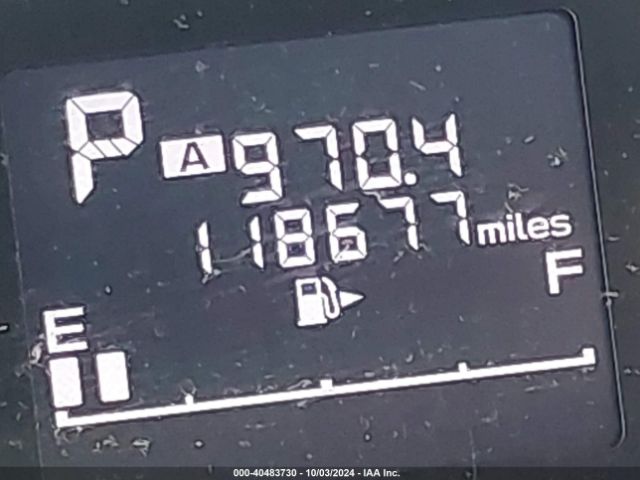 P A 970.4
118677 miles
E F
000-40483730 - 10/03/2024 - IAA Inc.